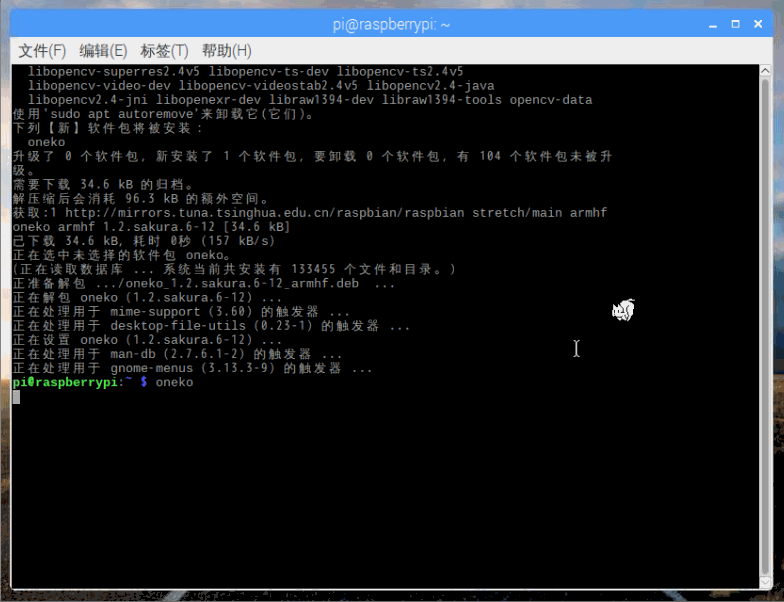 pi@raspberrypi: ~
文件(F) 编辑(E) 标签(T) 帮助(H)
libopencv-superres2.4v5 libopencv-ts-dev libopencv-ts2.4v5
libopencv-video-dev libopencv-videostab2.4v5 libopencv2.4-java
libopencv2.4-jni libopenexr-dev libraw1394-dev libraw1394-tools opencv-data
使用'sudo apt autoremove'来卸载它(它们)。
下列【新】软件包将被安装：
oneko
升级了 0 个软件包，新安装了 1 个软件包，要卸载 0 个软件包，有 104 个软件包未被升
级。
需要下载 34.6 kB 的归档。
解压缩后会消耗 96.3 kB 的额外空间。
获取:1 http://mirrors.tuna.tsinghua.edu.cn/raspbian/raspbian stretch/main armhf
oneko armhf 1.2.sakura.6-12 [34.6 kB]
已下载 34.6 kB，耗时 0秒 (157 kB/s)
正在选中未选择的软件包 oneko。
(正在读取数据库 ... 系统当前共安装有 133455 个文件和目录。)
正准备解包 .../oneko_1.2.sakura.6-12_armhf.deb  ...
正在解包 oneko (1.2.sakura.6-12) ...
正在处理用于 mime-support (3.60) 的触发器 ...
正在处理用于 desktop-file-utils (0.23-1) 的触发器 ...
正在设置 oneko (1.2.sakura.6-12) ...
正在处理用于 man-db (2.7.6.1-2) 的触发器 ...
正在处理用于 gnome-menus (3.13.3-9) 的触发器 ...
pi@raspberrypi:~ $ oneko